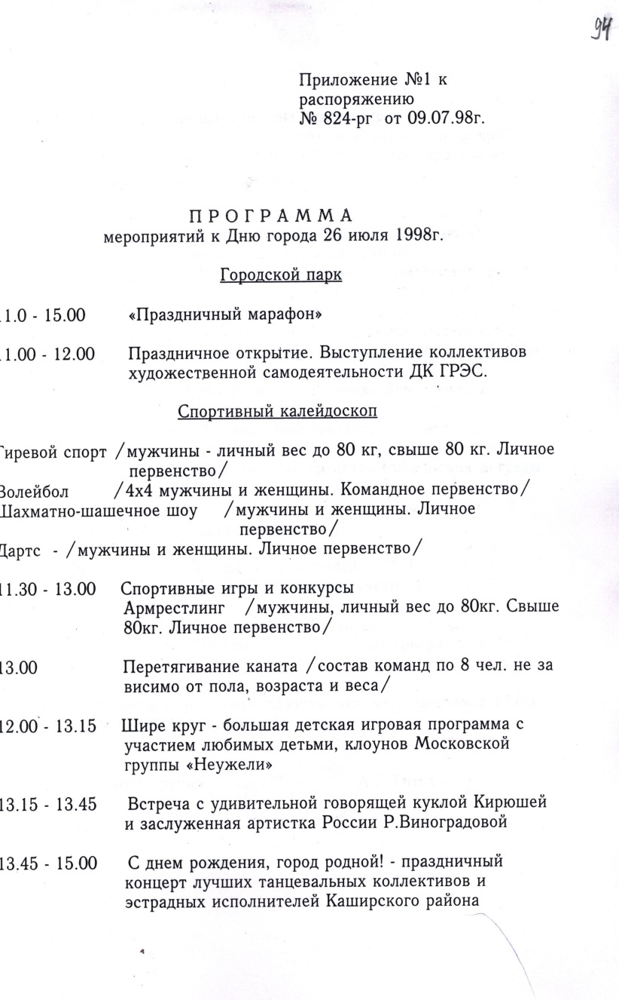 94
Приложение №1 к
распоряжению
№ 824-рг от 09.07.98г.
П Р О Г Р А М М А
мероприятий к Дню города 26 июля 1998г.
Городской парк
11.0 - 15.00 «Праздничный марафон»
11.00 - 12.00 Праздничное открытие. Выступление коллективов
художественной самодеятельности ДК ГРЭС.
Спортивный калейдоскоп
Гиревой спорт /мужчины - личный вес до 80 кг, свыше 80 кг. Личное
первенство/
Волейбол /4х4 мужчины и женщины. Командное первенство/
Шахматно-шашечное шоу /мужчины и женщины. Личное
первенство/
Дартс - /мужчины и женщины. Личное первенство/
11.30 - 13.00 Спортивные игры и конкурсы
Армрестлинг /мужчины, личный вес до 80кг. Свыше
80кг. Личное первенство/
13.00 Перетягивание каната /состав команд по 8 чел. не за
висимо от пола, возраста и веса/
12.00 - 13.15 Шире круг - большая детская игровая программа с
участием любимых детьми, клоунов Московской
группы «Неужели»
13.15 - 13.45 Встреча с удивительной говорящей куклой Кирюшей
и заслуженная артистка России Р.Виноградовой
13.45 - 15.00 С днем рождения, город родной! - праздничный
концерт лучших танцевальных коллективов и
эстрадных исполнителей Каширского района